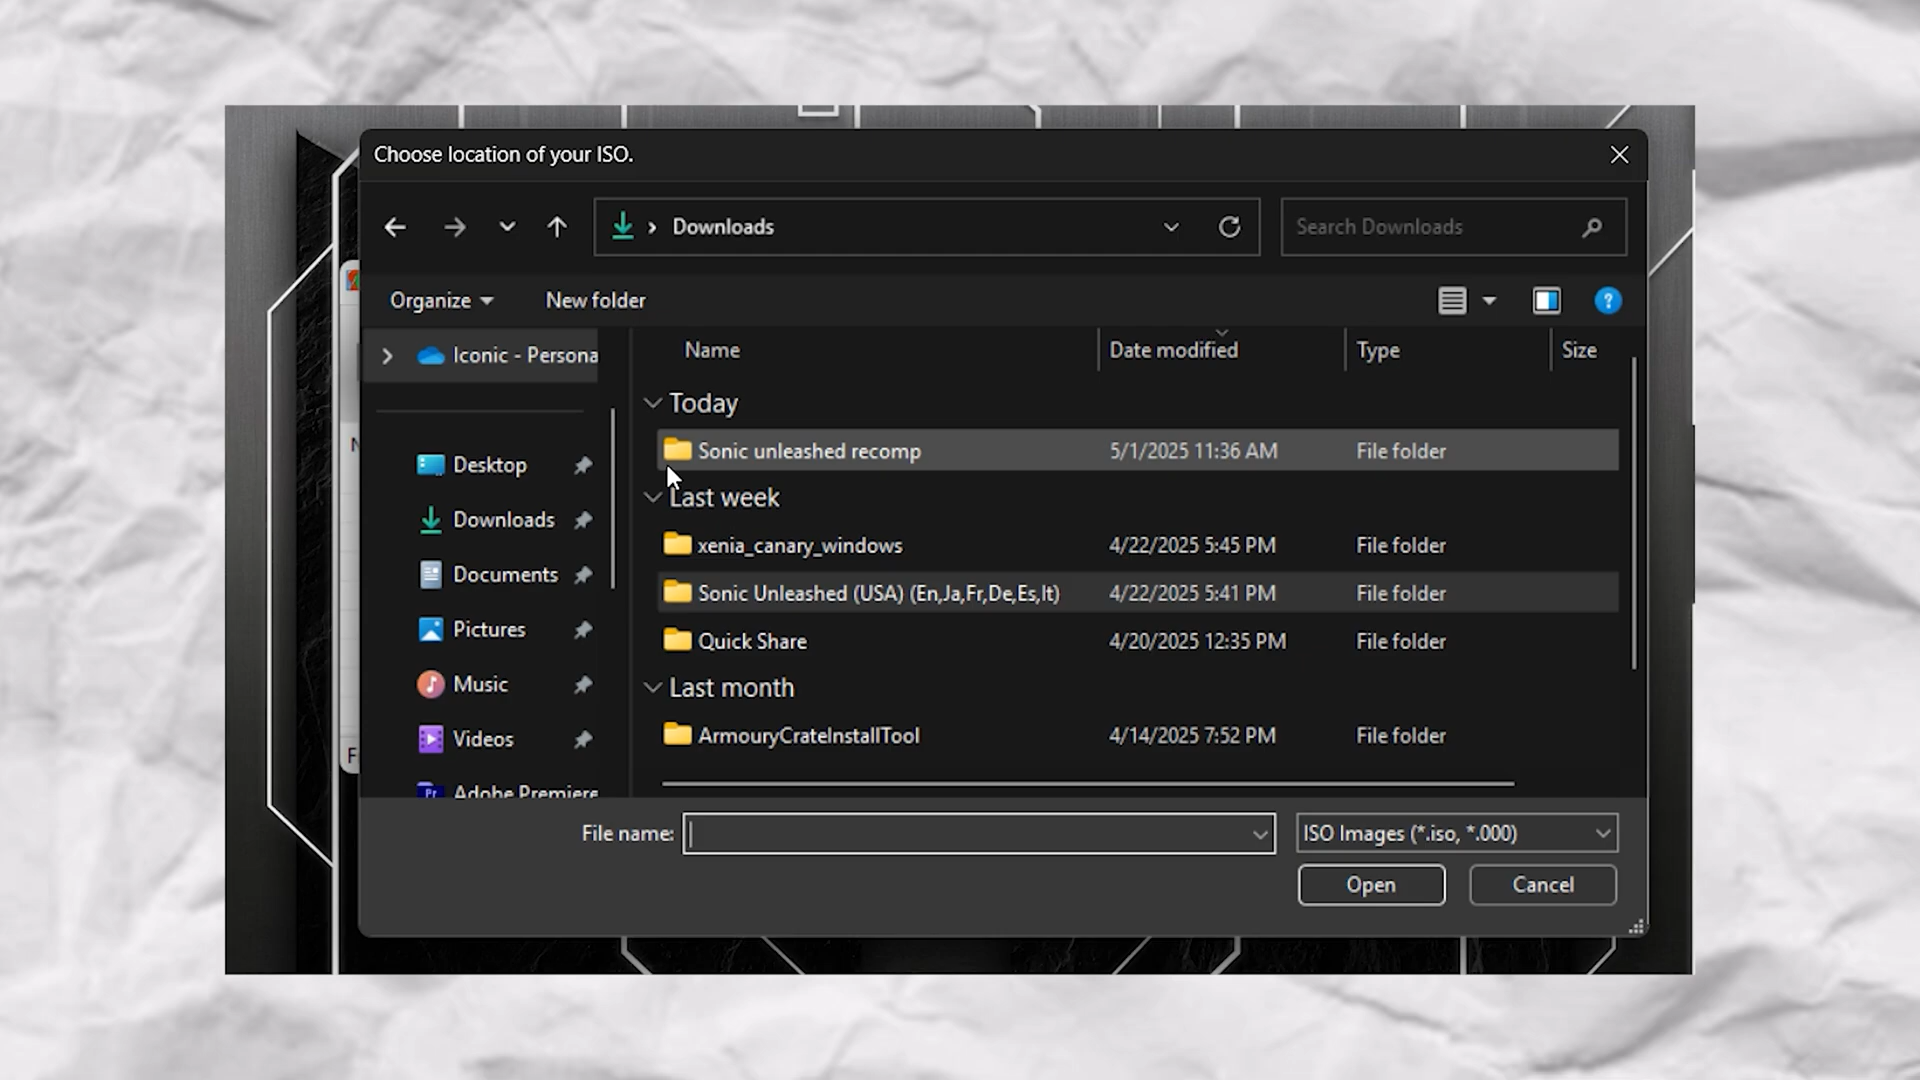 Choose location of your ISO.
Downloads
Search Downloads
Organize
New folder
Iconic - Persona
Name
Date modified
Type
Size
Today
Sonic unleashed recomp 5/1/2025 11:36 AM File folder
Last week
xenia_canary_windows 4/22/2025 5:45 PM File folder
Sonic Unleashed (USA) (En,Ja,Fr,De,Es,It) 4/22/2025 5:41 PM File folder
Quick Share 4/20/2025 12:35 PM File folder
Last month
ArmouryCrateInstallTool 4/14/2025 7:52 PM File folder
Desktop
Downloads
Documents
Pictures
Music
Videos
Pr Adobe Premiere
File name:
ISO Images (*.iso, *.000)
Open
Cancel